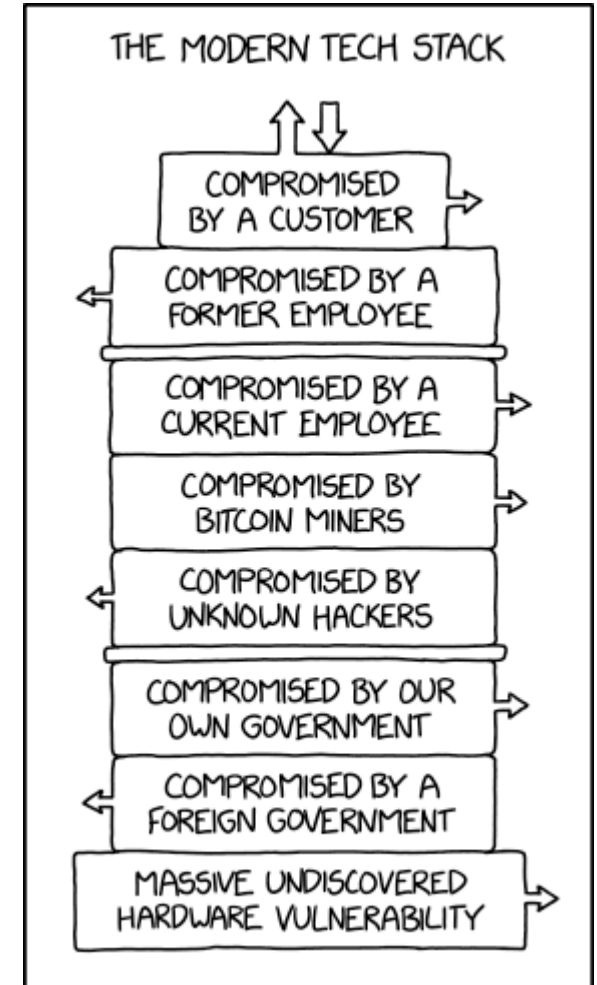 THE MODERN TECH STACK
COMPROMISED
BY A CUSTOMER
COMPROMISED BY A
FORMER EMPLOYEE
COMPROMISED BY A
CURRENT EMPLOYEE
COMPROMISED BY
BITCOIN MINERS
COMPROMISED BY
UNKNOWN HACKERS
COMPROMISED BY OUR
OWN GOVERNMENT
COMPROMISED BY A
FOREIGN GOVERNMENT
MASSIVE UNDISCOVERED
HARDWARE VULNERABILITY